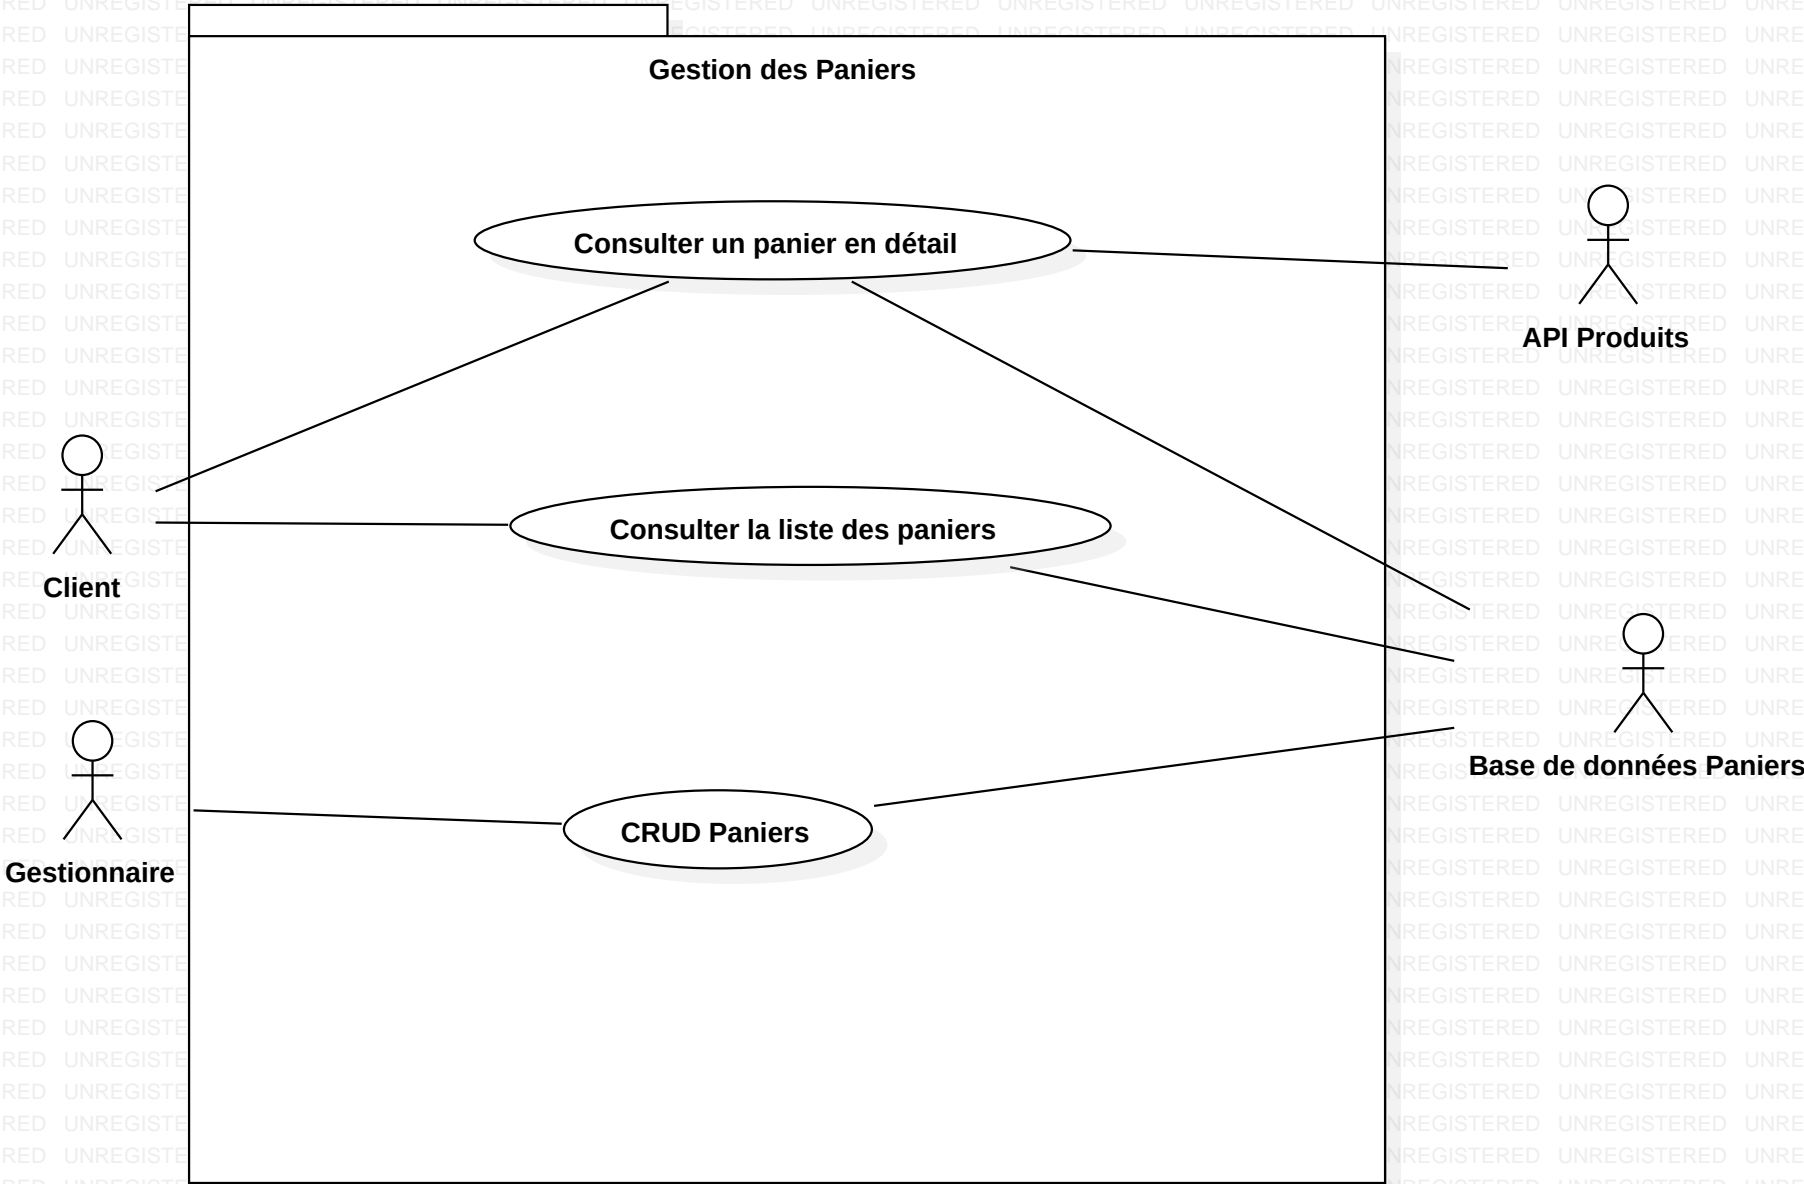 Gestion des Paniers
Consulter un panier en détail
API Produits
Consulter la liste des paniers
Client
Base de données Paniers
CRUD Paniers
Gestionnaire
UNREGISTERED